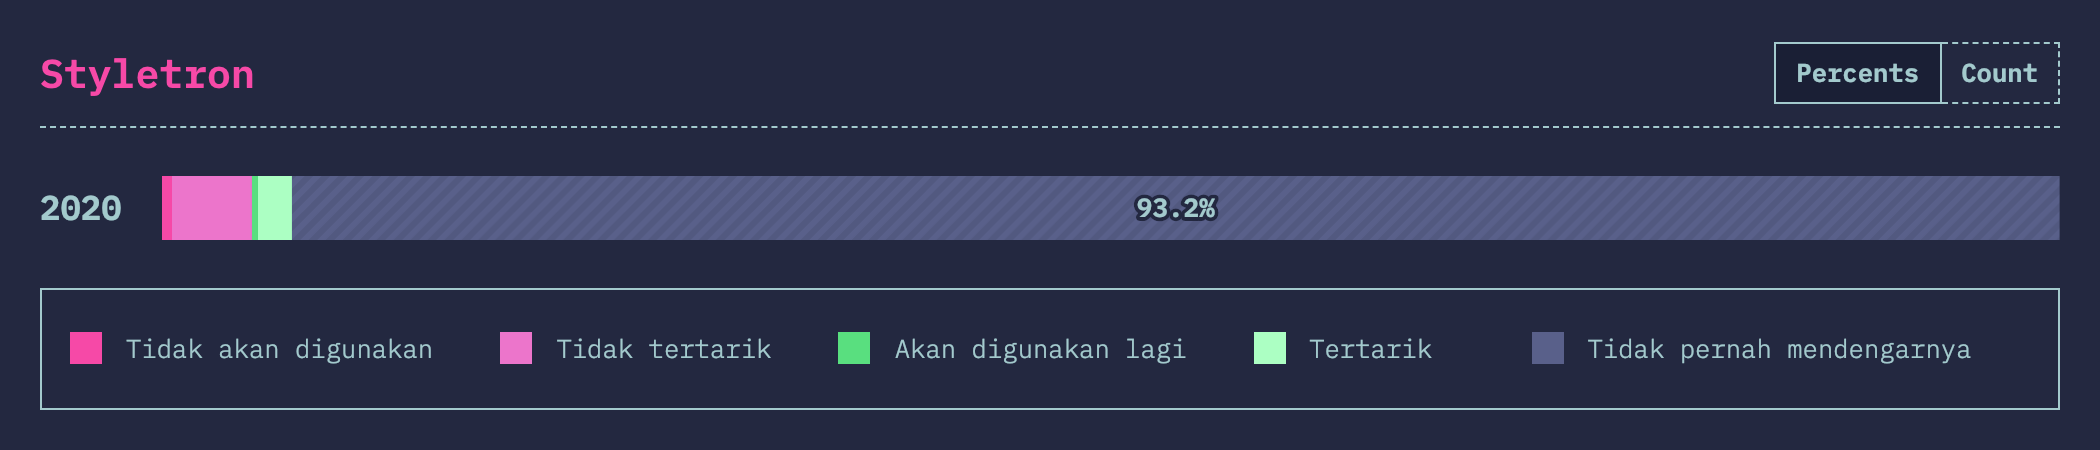 Styletron
Percents Count
2020 93.2%
Tidak akan digunakan Tidak tertarik Akan digunakan lagi Tertarik Tidak pernah mendengarnya